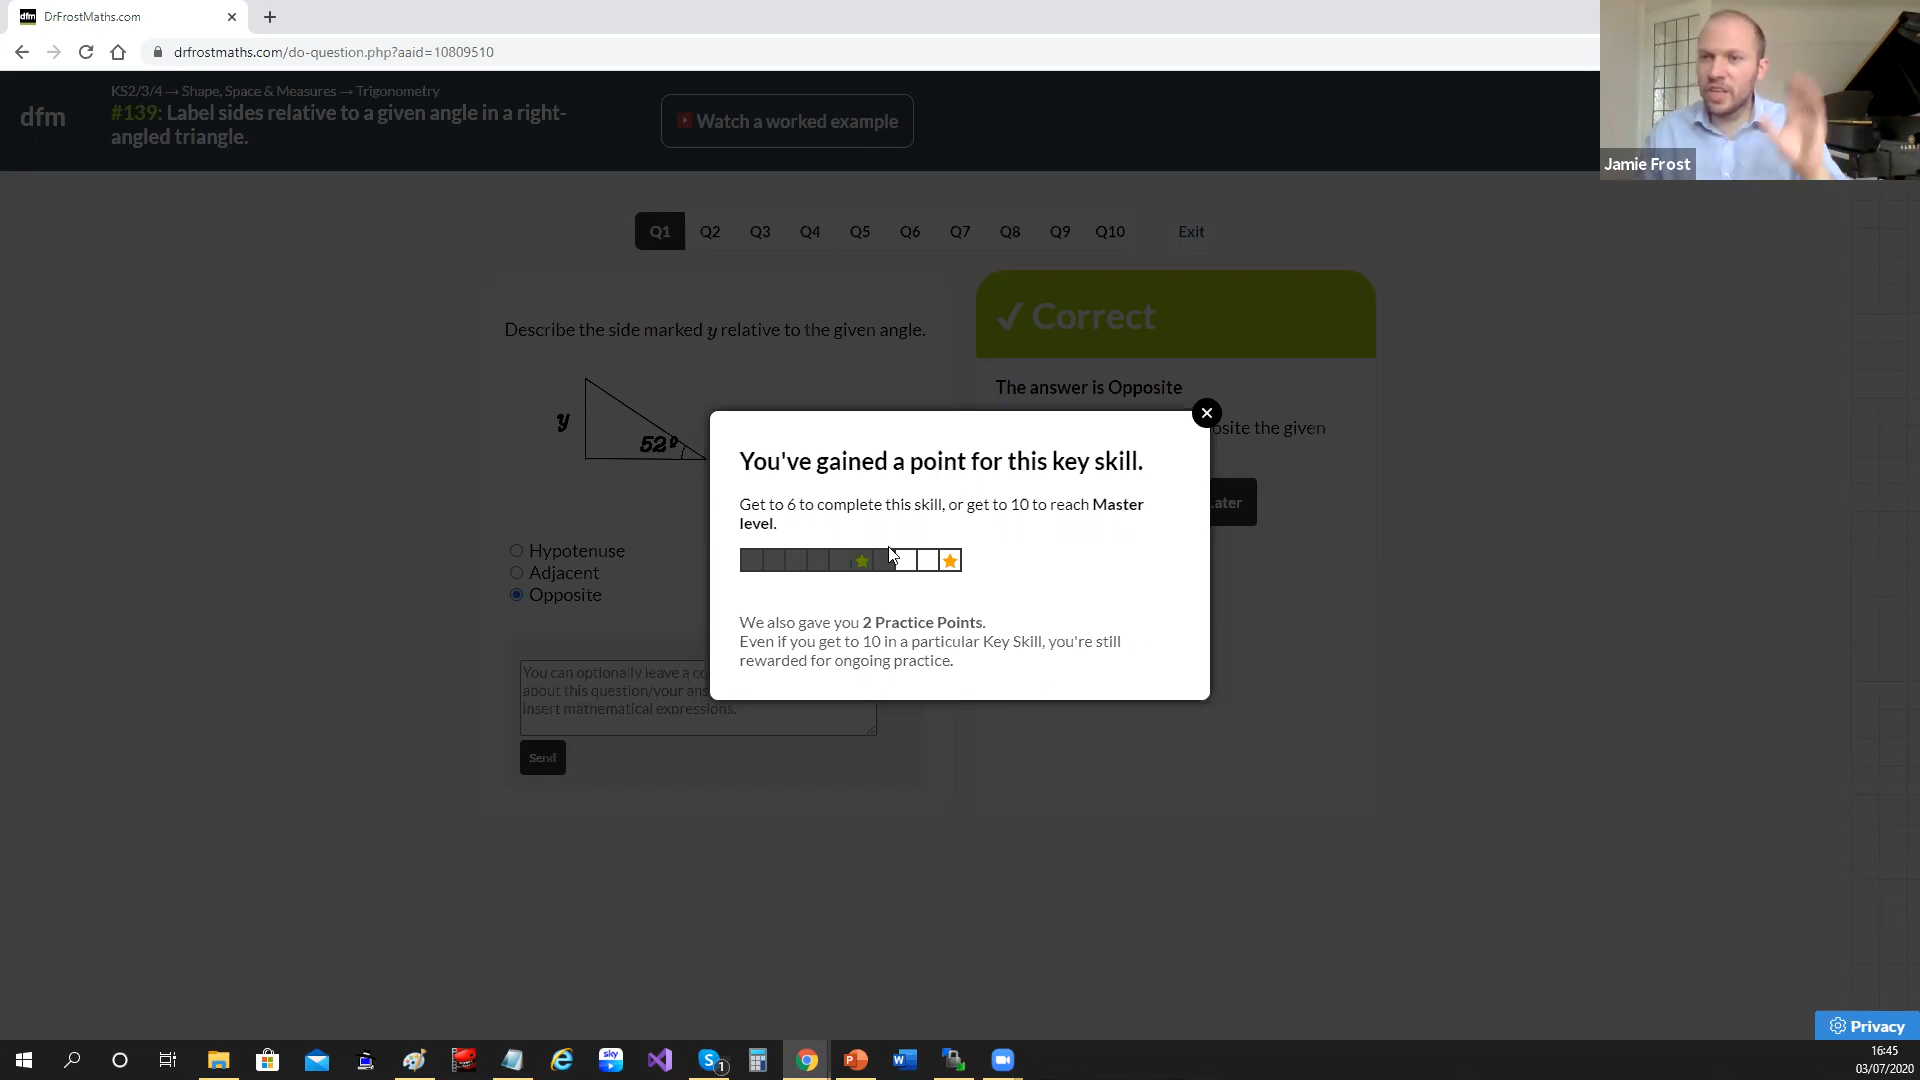 DrFrostMaths.com
drfrostmaths.com/do-question.php?aaid=10809510
dfm
KS2/3/4 → Shape, Space & Measures → Trigonometry
#139: Label sides relative to a given angle in a right-
angled triangle.
Watch a worked example
Jamie Frost
Q1 Q2 Q3 Q4 Q5 Q6 Q7 Q8 Q9 Q10 Exit
Describe the side marked y relative to the given angle.
y
52º
Hypotenuse
Adjacent
Opposite
You can optionally leave a co
about this question/your ans
insert mathematical expressions.
Send
✓ Correct
The answer is Opposite
osite the given
Later
You've gained a point for this key skill.
Get to 6 to complete this skill, or get to 10 to reach Master
level.
We also gave you 2 Practice Points.
Even if you get to 10 in a particular Key Skill, you're still
rewarded for ongoing practice.
Privacy
sky
1
16:45
03/07/2020